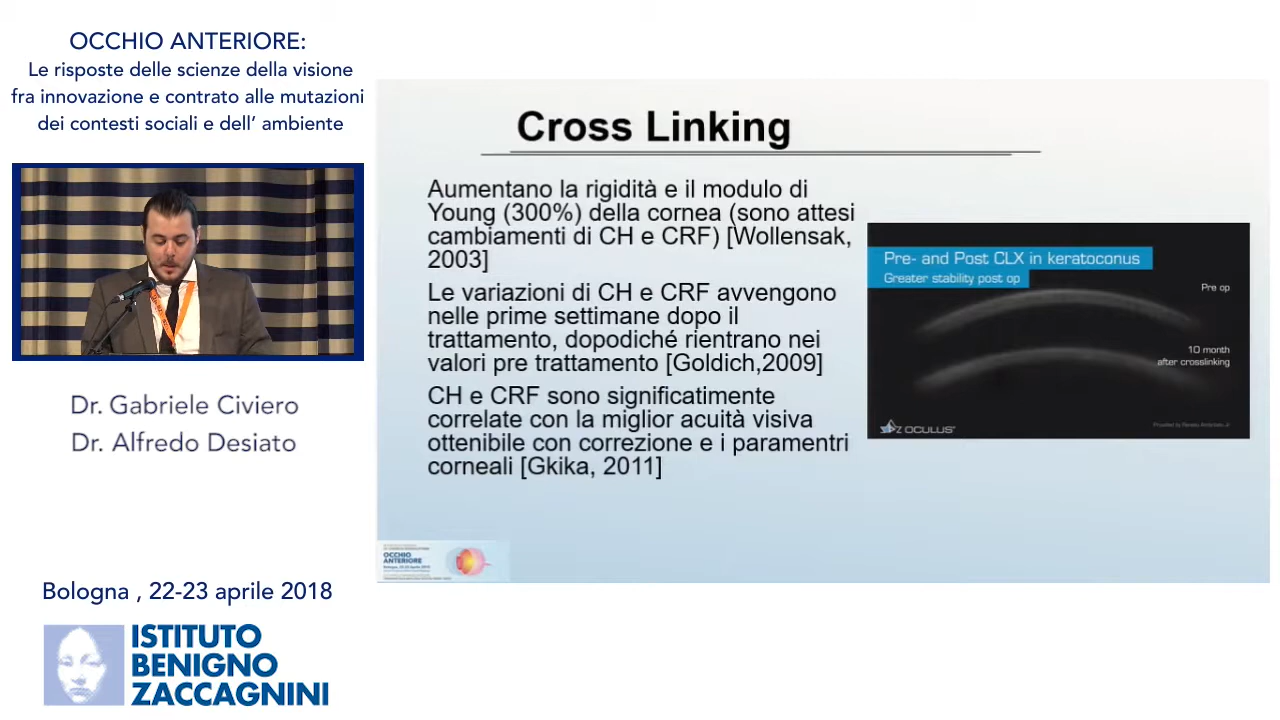 OCCHIO ANTERIORE:
Le risposte delle scienze della visione
fra innovazione e contrato alle mutazioni
dei contesti sociali e dell' ambiente
Dr. Gabriele Civiero
Dr. Alfredo Desiato
Bologna , 22-23 aprile 2018
ISTITUTO
BENIGNO
ZACCAGNINI
Cross Linking
Aumentano la rigidità e il modulo di
Young (300%) della cornea (sono attesi
cambiamenti di CH e CRF) [Wollensak,
2003]
Le variazioni di CH e CRF avvengono
nelle prime settimane dopo il
trattamento, dopodiché rientrano nei
valori pre trattamento [Goldich,2009]
CH e CRF sono significatimente
correlate con la miglior acuità visiva
ottenibile con correzione e i paramentri
corneali [Gkika, 2011]
Pre- and Post CLX in keratoconus
Greater stability post op
Pre op
10 month
after crosslinking
OCULUS
OCCHIO
ANTERIORE